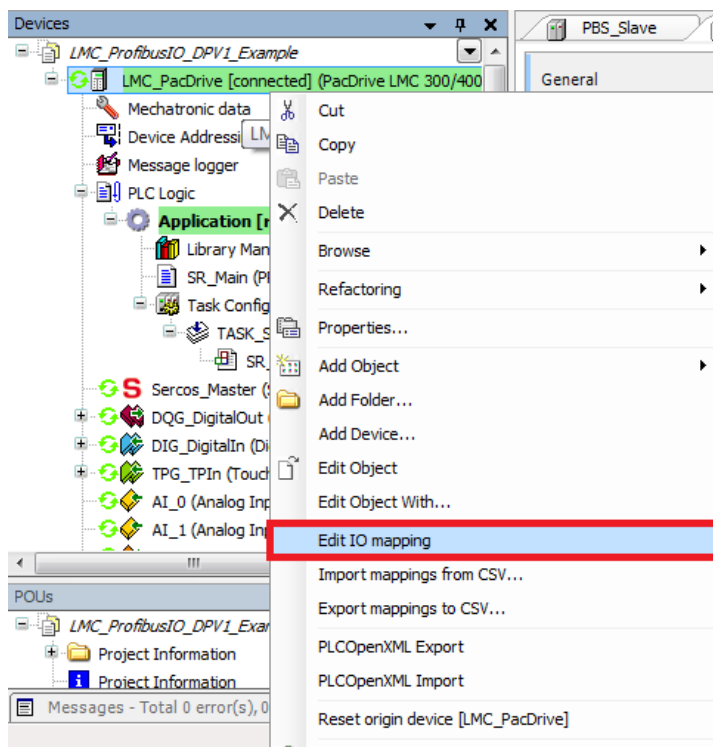 Devices
PBS_Slave
LMC_ProfibusIO_DPV1_Example
LMC_PacDrive [connected] (PacDrive LMC 300/400
General
Mechatronic data
Device Addressi
LM
Message logger
PLC Logic
Application [r
Library Man
SR_Main (P
Task Config
TASK_S
SR_
Sercos_Master (S
DQG_DigitalOut (
DIG_DigitalIn (Di
TPG_TPIn (Touch
AI_0 (Analog Inp
AI_1 (Analog Inp
Cut
Copy
Paste
Delete
Browse
Refactoring
Properties...
Add Object
Add Folder...
Add Device...
Edit Object
Edit Object With...
Edit IO mapping
Import mappings from CSV...
Export mappings to CSV...
PLCOpenXML Export
PLCOpenXML Import
Reset origin device [LMC_PacDrive]
POUs
LMC_ProfibusIO_DPV1_Exar
Project Information
Project Information
Messages - Total 0 error(s), 0